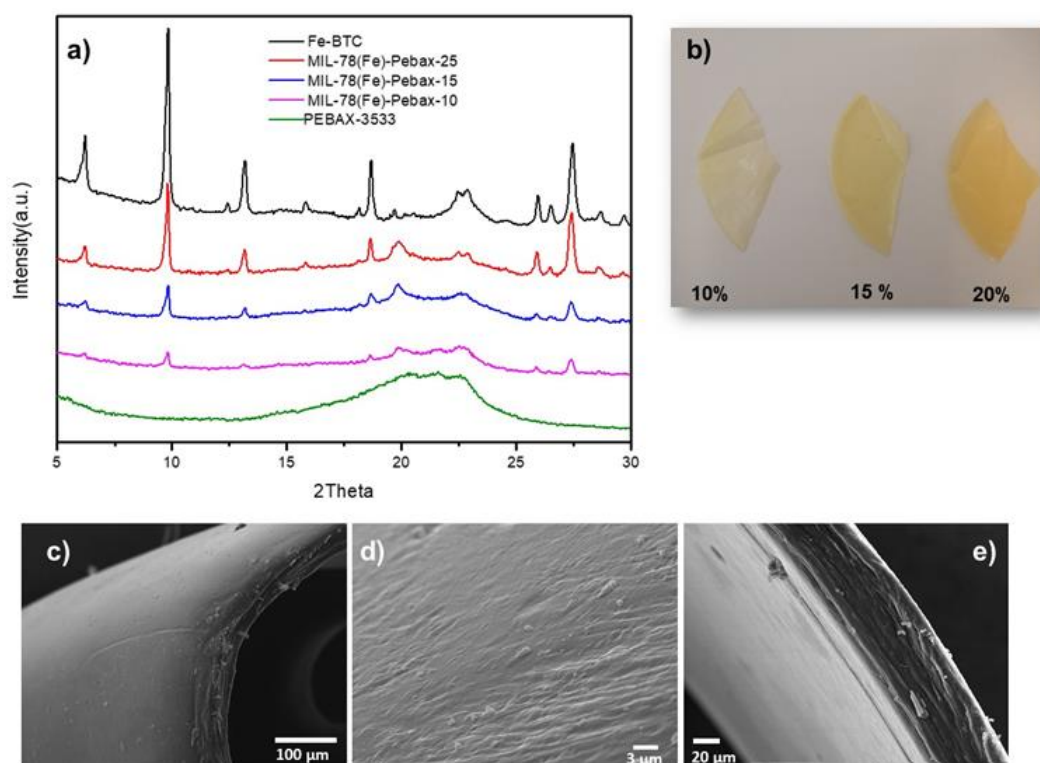 a)
Fe-BTC
MIL-78(Fe)-Pebax-25
MIL-78(Fe)-Pebax-15
MIL-78(Fe)-Pebax-10
PEBAX-3533
Intensity(a.u.)
5 10 15 20 25 30
2Theta
b)
10% 15 % 20%
c)
100 μm
d)
3 μm
e)
20 μm